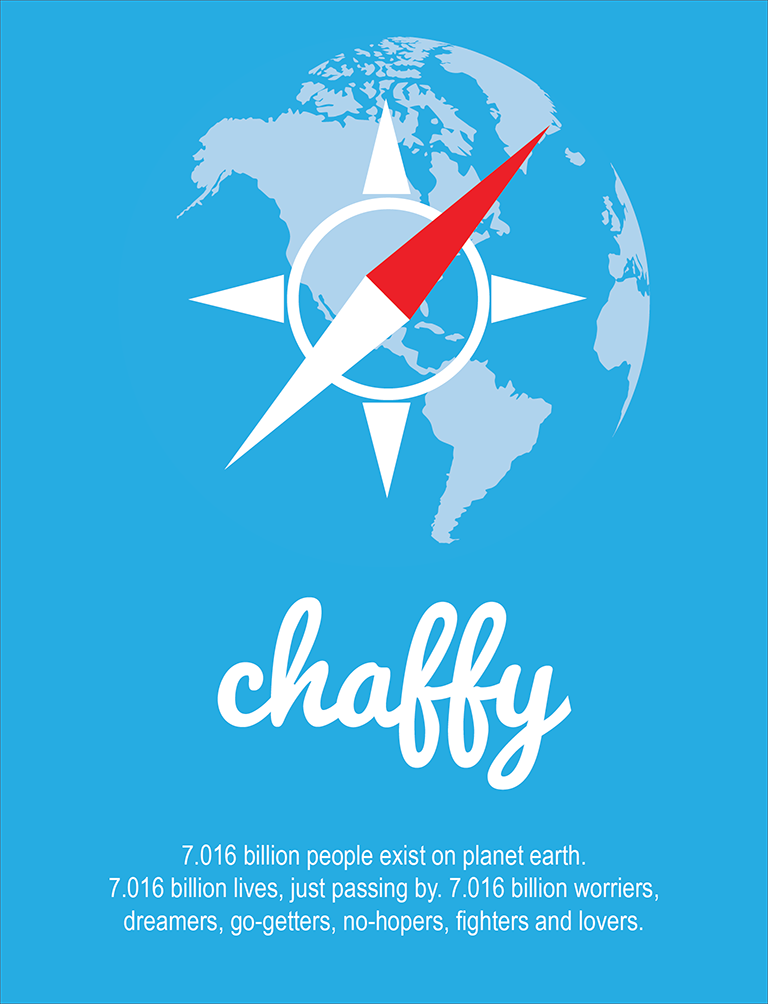 chaffy
7.016 billion people exist on planet earth.
7.016 billion lives, just passing by. 7.016 billion worriers,
dreamers, go-getters, no-hopers, fighters and lovers.